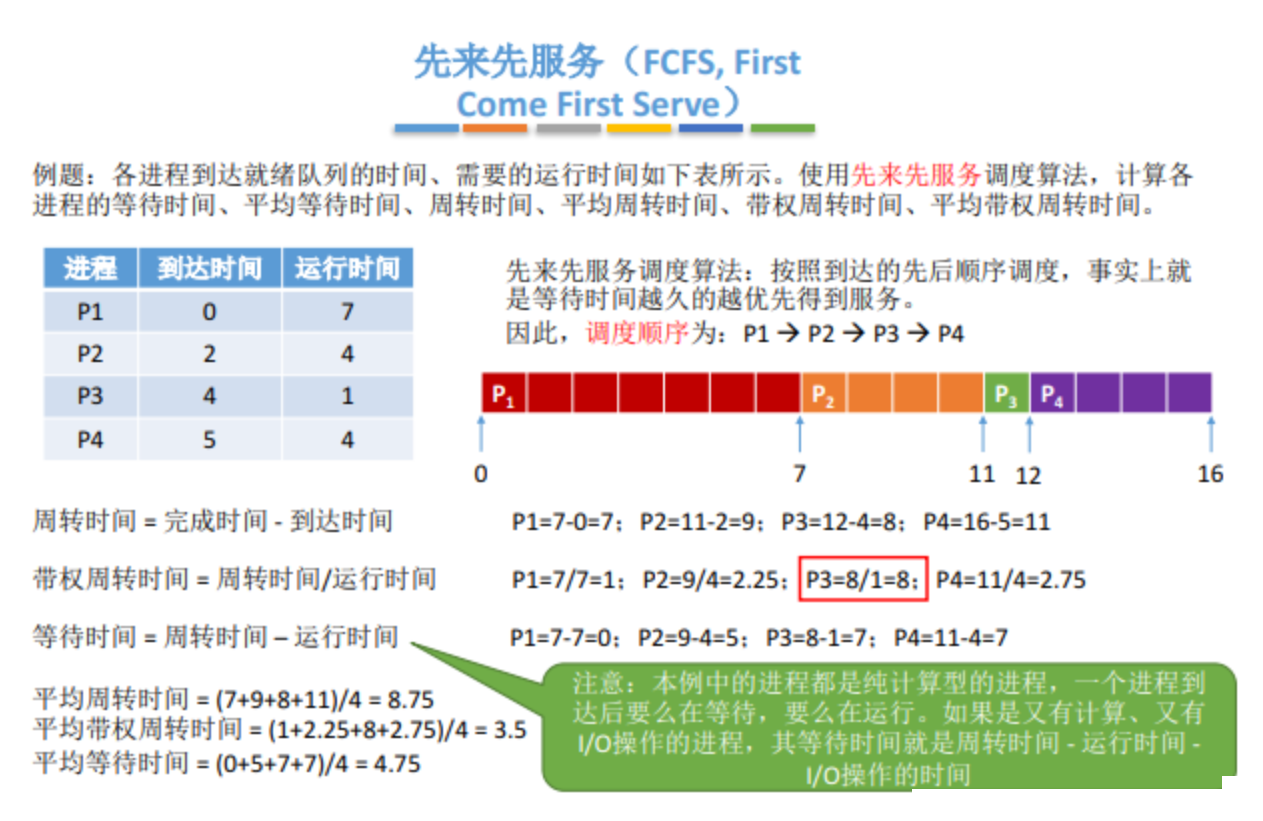 先来先服务（FCFS, First
Come First Serve）
例题：各进程到达就绪队列的时间、需要的运行时间如下表所示。使用先来先服务调度算法，计算各
进程的等待时间、平均等待时间、周转时间、平均周转时间、带权周转时间、平均带权周转时间。
进程 到达时间 运行时间
P1 0 7
P2 2 4
P3 4 1
P4 5 4
先来先服务调度算法：按照到达的先后顺序调度，事实上就
是等待时间越久的越优先得到服务。
因此，调度顺序为：P1 → P2 → P3 → P4
P1 P2 P3 P4
0 7 11 12 16
周转时间 = 完成时间 - 到达时间
P1=7-0=7；P2=11-2=9；P3=12-4=8；P4=16-5=11
带权周转时间 = 周转时间/运行时间
P1=7/7=1；P2=9/4=2.25；P3=8/1=8；P4=11/4=2.75
等待时间 = 周转时间 – 运行时间
P1=7-7=0；P2=9-4=5；P3=8-1=7；P4=11-4=7
平均周转时间 = (7+9+8+11)/4 = 8.75
平均带权周转时间 = (1+2.25+8+2.75)/4 = 3.5
平均等待时间 = (0+5+7+7)/4 = 4.75
注意：本例中的进程都是纯计算型的进程，一个进程到
达后要么在等待，要么在运行。如果是又有计算、又有
I/O操作的进程，其等待时间就是周转时间 - 运行时间 -
I/O操作的时间